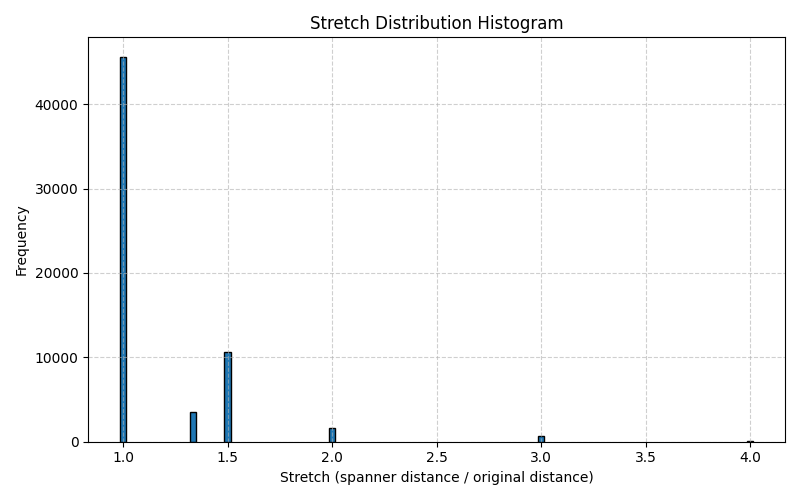 Stretch Distribution Histogram
Frequency
40000
30000
20000
10000
0
1.0 1.5 2.0 2.5 3.0 3.5 4.0
Stretch (spanner distance / original distance)